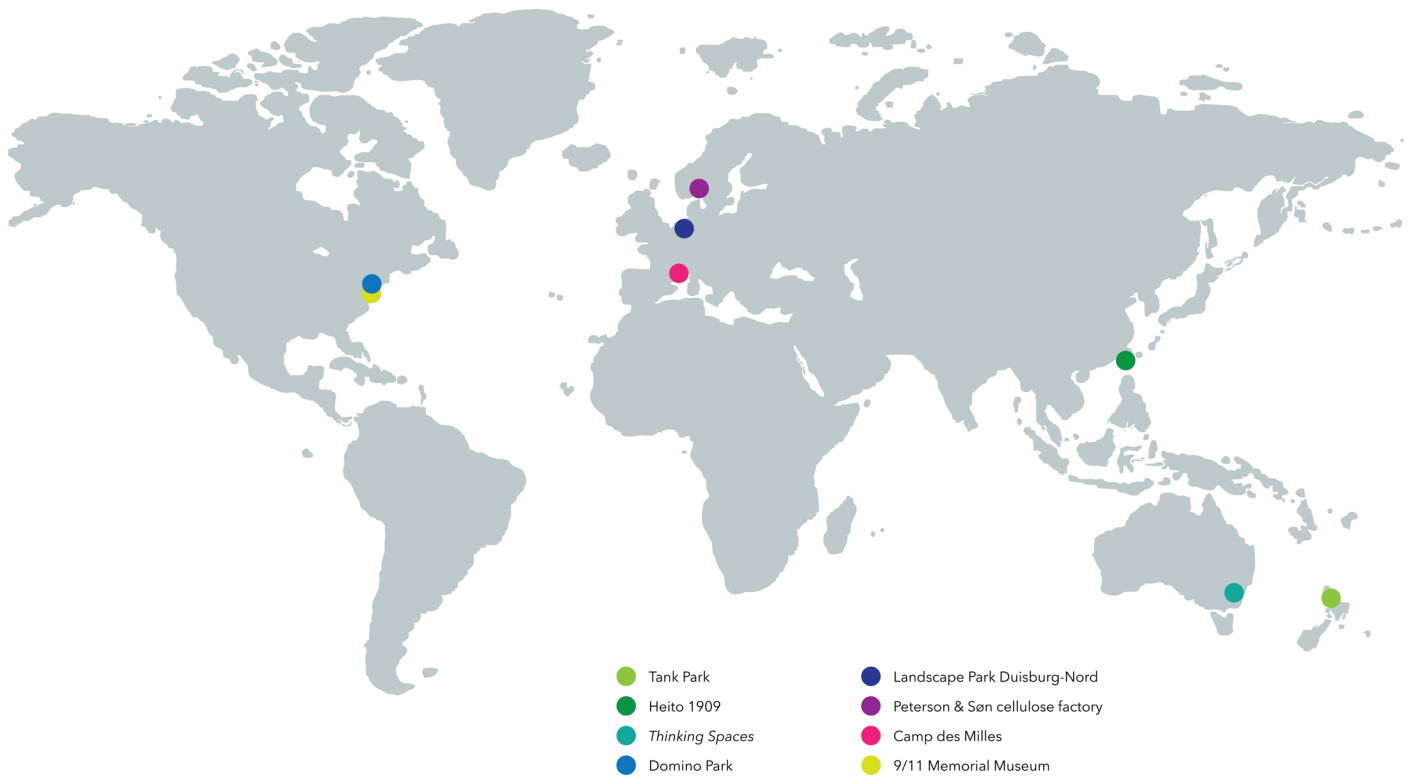 Tank Park
Heito 1909
Thinking Spaces
Domino Park
Landscape Park Duisburg-Nord
Peterson & Søn cellulose factory
Camp des Milles
9/11 Memorial Museum